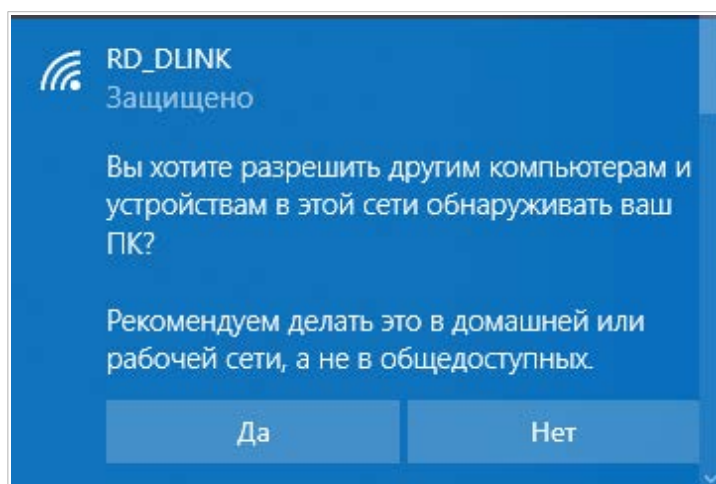 RD_DLINK
Защищено
Вы хотите разрешить другим компьютерам и
устройствам в этой сети обнаруживать ваш
ПК?
Рекомендуем делать это в домашней или
рабочей сети, а не в общедоступных.
Да
Нет